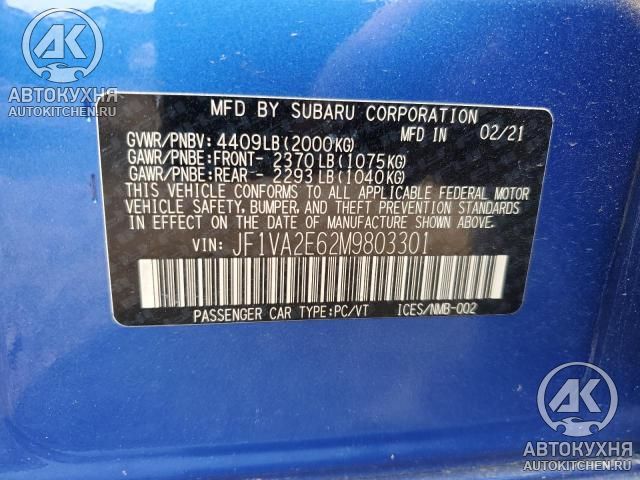 АК
АВТОКУХНЯ
AUTOKITCHEN.RU
MFD BY SUBARU CORPORATION
MFD IN 02/21
GVWR/PNBV: 4409LB(2000KG)
GAWR/PNBE:FRONT- 2370LB(1075KG)
GAWR/PNBE:REAR - 2293LB(1040KG)
THIS VEHICLE CONFORMS TO ALL APPLICABLE FEDERAL MOTOR
VEHICLE SAFETY, BUMPER, AND THEFT PREVENTION STANDARDS
IN EFFECT ON THE DATE OF MANUFACTURE SHOWN ABOVE.
VIN: JF1VA2E62M9803301
PASSENGER CAR TYPE:PC/VT ICES/NMB-002
АК
АВТОКУХНЯ
AUTOKITCHEN.RU